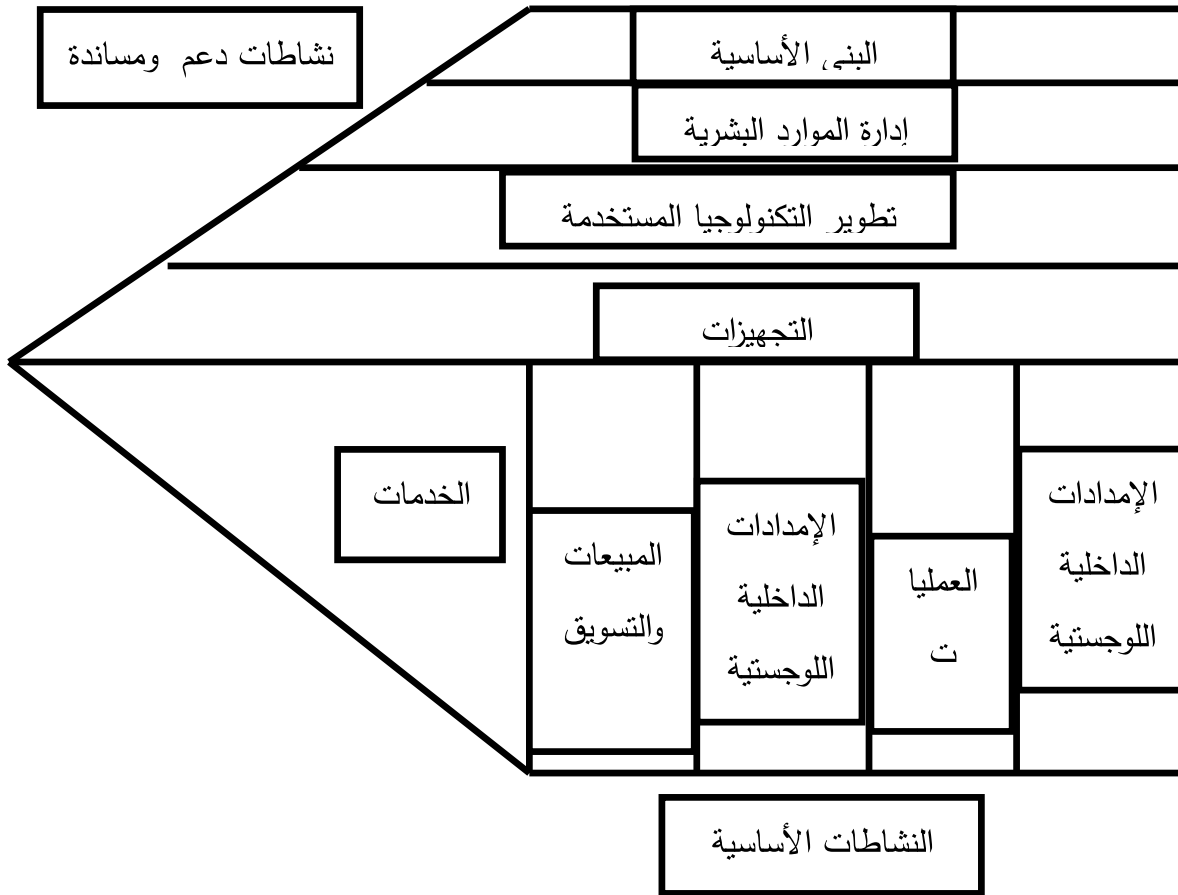 نشاطات دعم ومساندة
البنى الأساسية
إدارة الموارد البشرية
تطوير التكنولوجيا المستخدمة
التجهيزات
الإمدادات
الداخلية
اللوجستية
العمليا
ت
الإمدادات
الداخلية
اللوجستية
المبيعات
والتسويق
الخدمات
النشاطات الأساسية